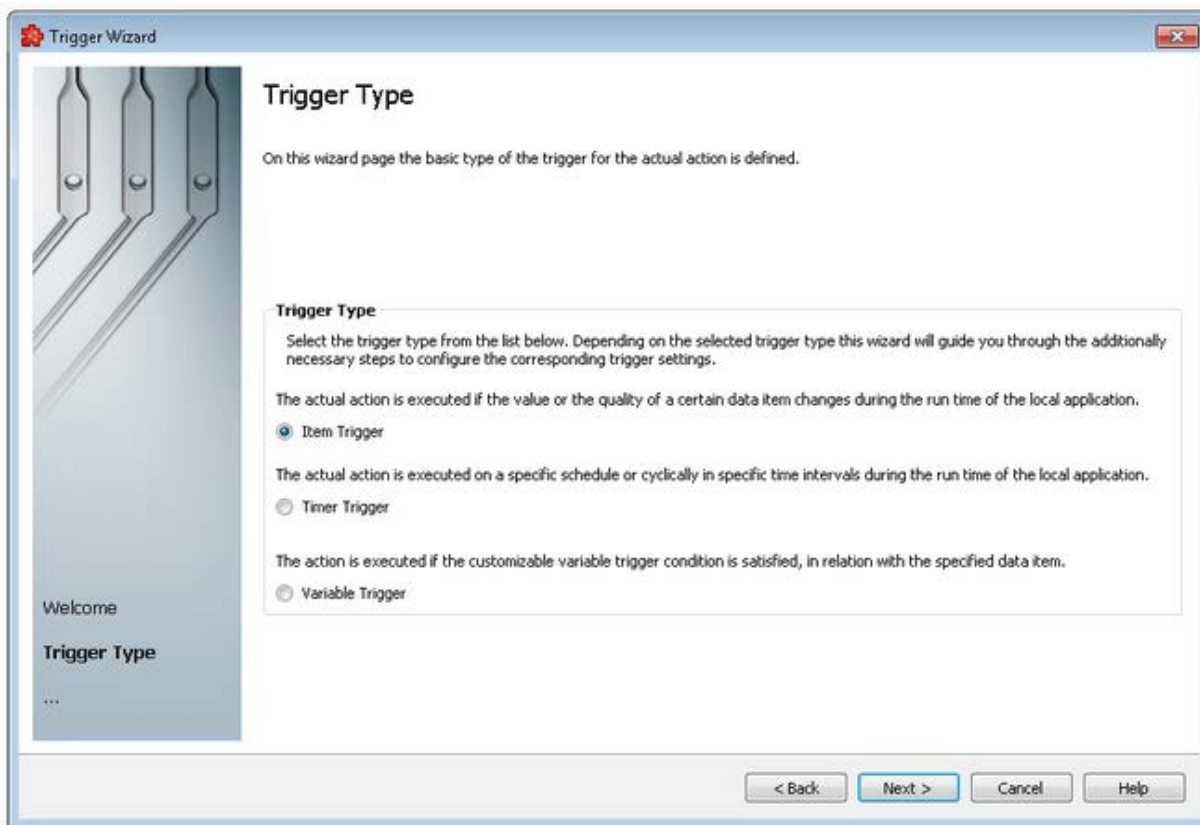 Trigger Wizard
Trigger Type
On this wizard page the basic type of the trigger for the actual action is defined.
Trigger Type
Select the trigger type from the list below. Depending on the selected trigger type this wizard will guide you through the additionally
necessary steps to configure the corresponding trigger settings.
The actual action is executed if the value or the quality of a certain data item changes during the run time of the local application.
Item Trigger
The actual action is executed on a specific schedule or cyclically in specific time intervals during the run time of the local application.
Timer Trigger
The action is executed if the customizable variable trigger condition is satisfied, in relation with the specified data item.
Variable Trigger
Welcome
Trigger Type
...
< Back
Next >
Cancel
Help